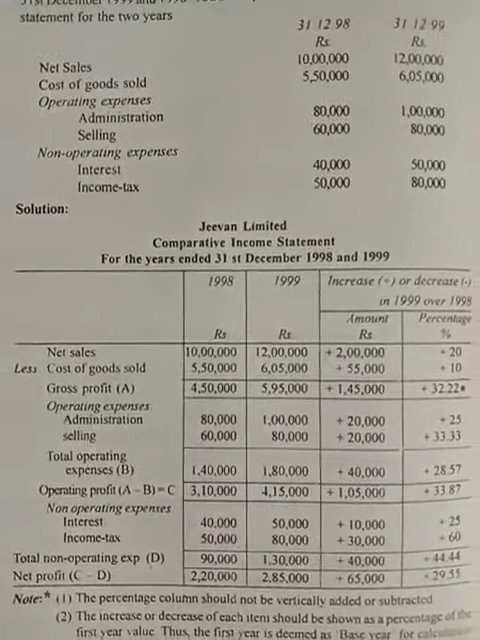 statement for the two years
31 12 98 31 12 99
Rs. Rs.
Net Sales 10,00,000 12,00,000
Cost of goods sold 5,50,000 6,05,000
Operating expenses
Administration 80,000 1,00,000
Selling 60,000 80,000
Non-operating expenses
Interest 40,000 50,000
Income-tax 50,000 80,000
Solution:
Jeevan Limited
Comparative Income Statement
For the years ended 31 st December 1998 and 1999
1998 1999 Increase (+) or decrease (-)
in 1999 over 1998
Amount Percentage
Rs Rs. Rs. %
Net sales 10,00,000 12,00,000 + 2,00,000 + 20
Less: Cost of goods sold 5,50,000 6,05,000 + 55,000 + 10
Gross profit (A) 4,50,000 5,95,000 + 1,45,000 + 32.22*
Operating expenses:
Administration 80,000 1,00,000 + 20,000 + 25
selling 60,000 80,000 + 20,000 + 33.33
Total operating
expenses (B) 1,40,000 1,80,000 + 40,000 + 28.57
Operating profit (A - B)=C 3,10,000 4,15,000 + 1,05,000 + 33.87
Non operating expenses
Interest 40,000 50,000 + 10,000 + 25
Income-tax 50,000 80,000 + 30,000 + 60
Total non-operating exp (D) 90,000 1,30,000 + 40,000 + 44.44
Net profit (C - D) 2,20,000 2,85,000 + 65,000 + 29.55
Note:* (1) The percentage column should not be vertically added or subtracted
(2) The increase or decrease of each item should be shown as a percentage of the
first year value. Thus, the first year is deemed as 'Base year' for